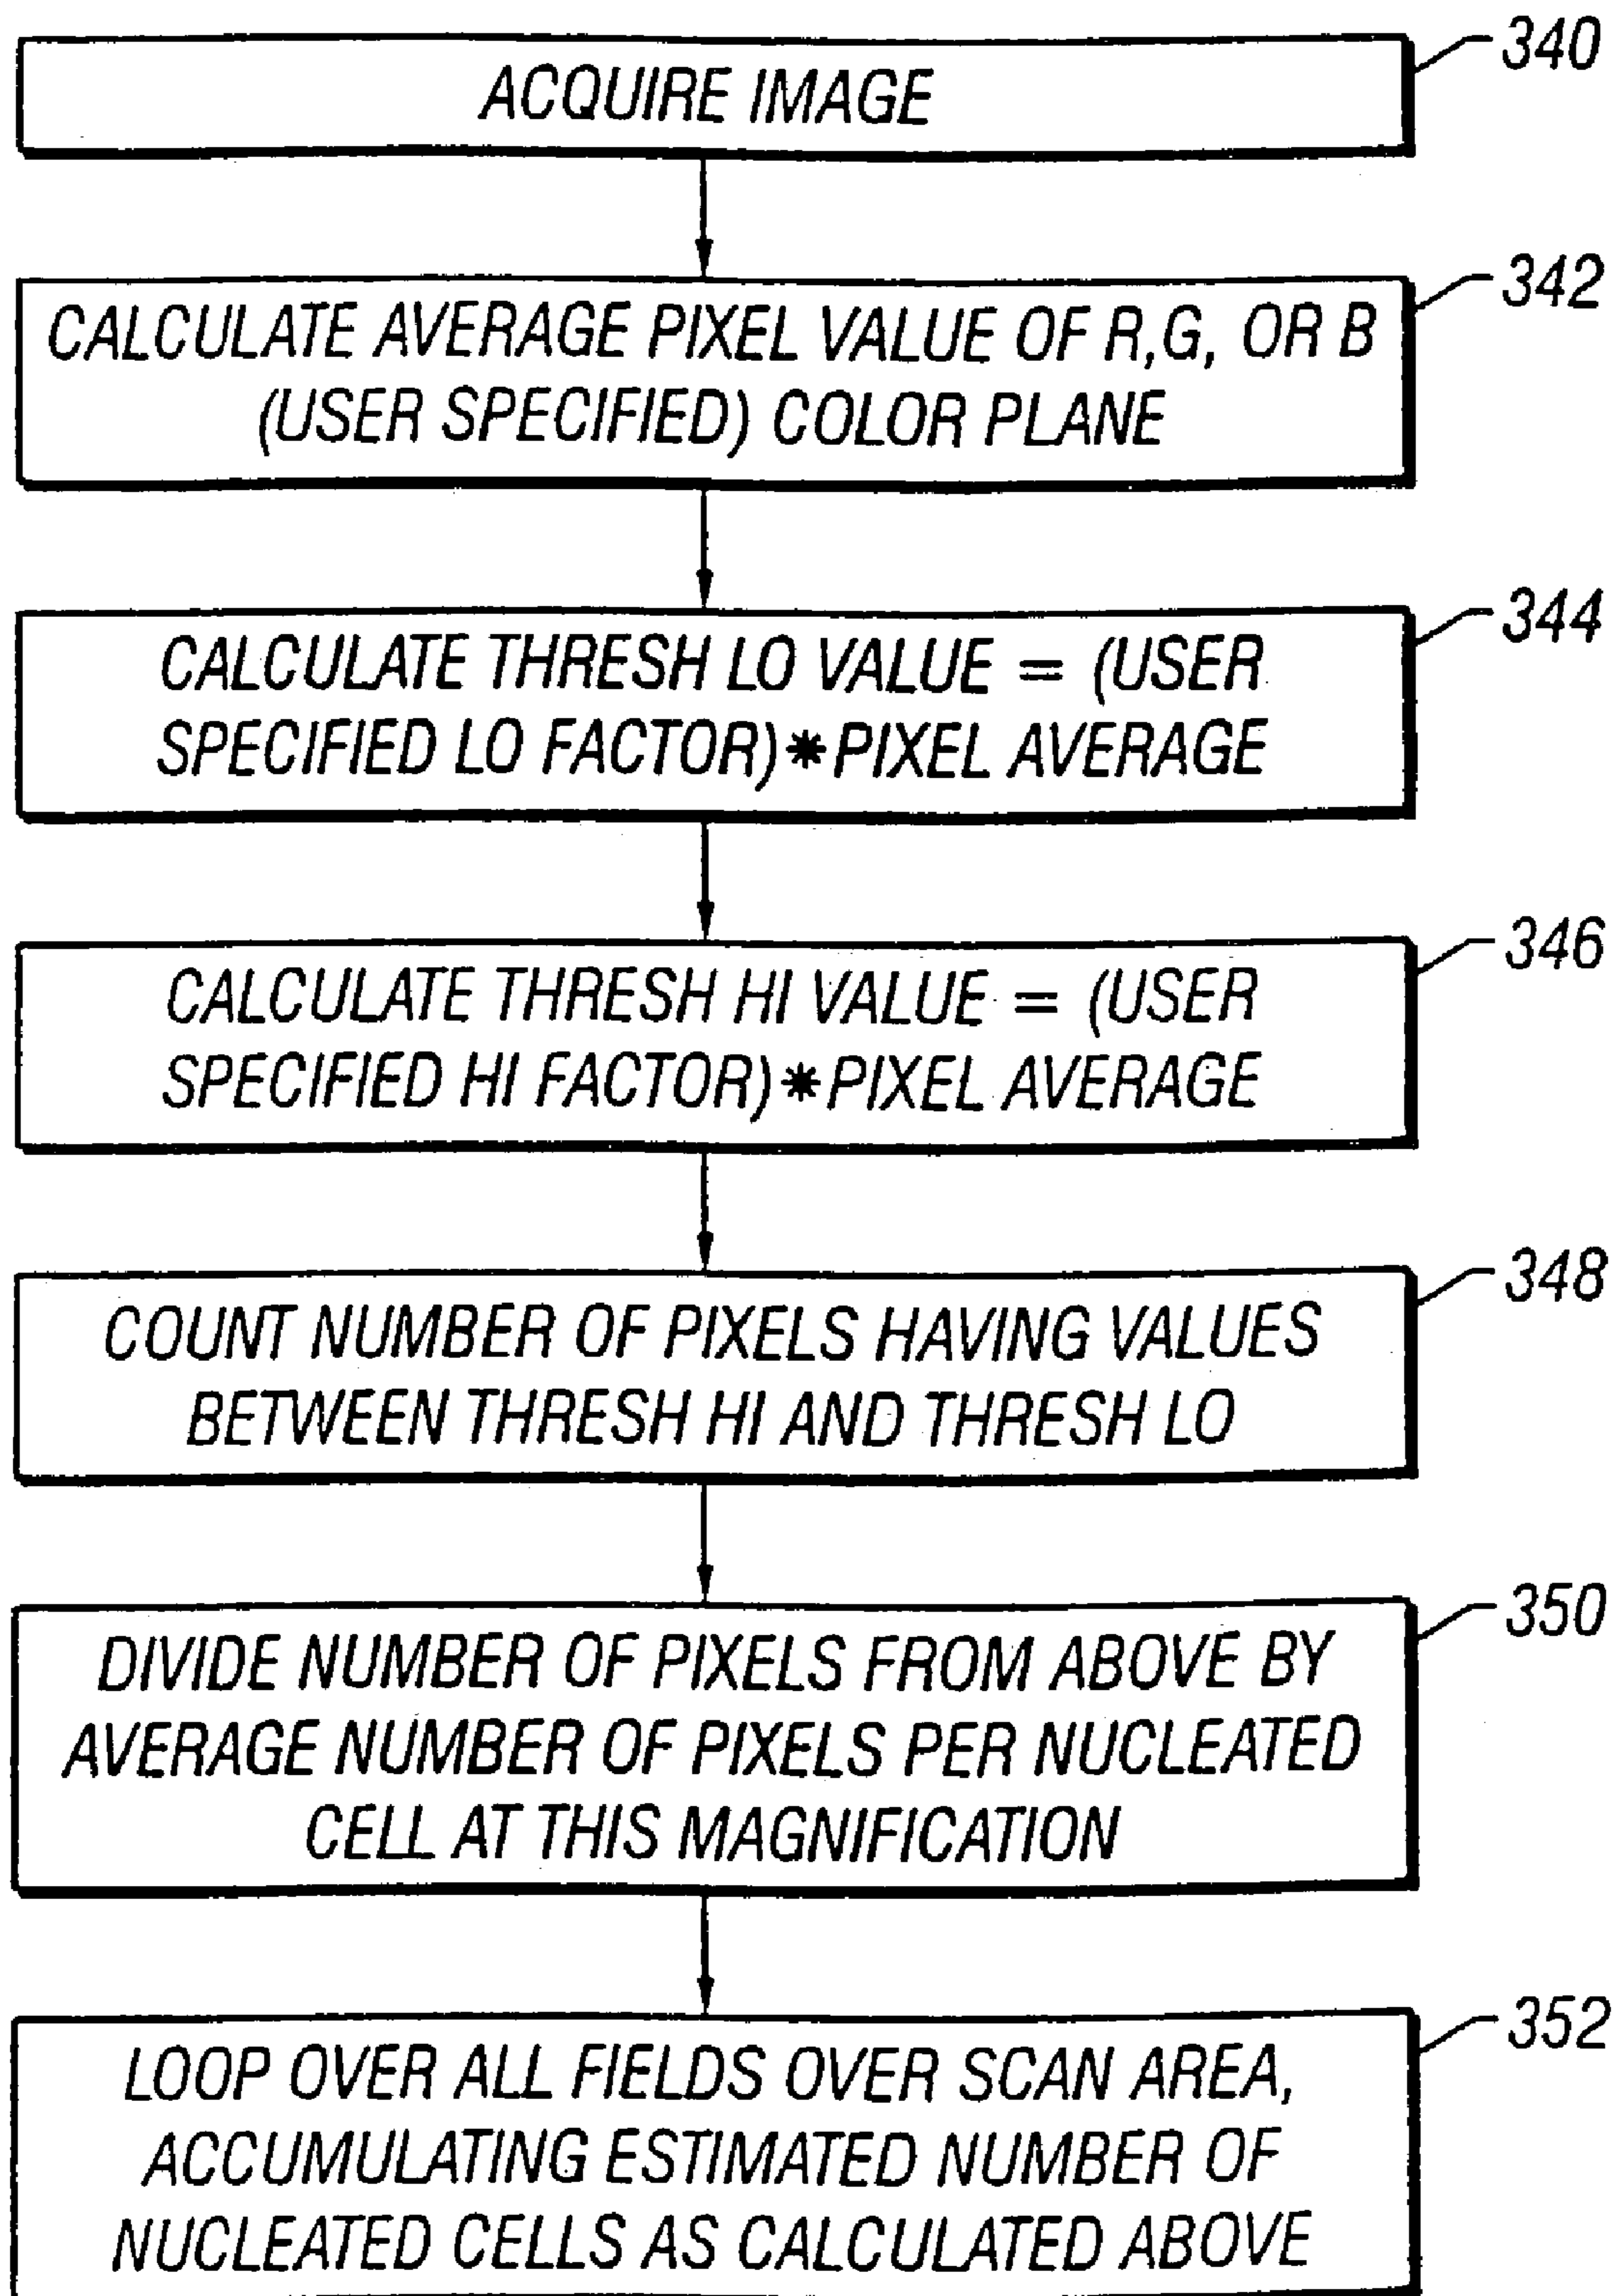 340
ACQUIRE IMAGE
342
CALCULATE AVERAGE PIXEL VALUE OF R,G, OR B
(USER SPECIFIED) COLOR PLANE
344
CALCULATE THRESH LO VALUE = (USER
SPECIFIED LO FACTOR)*PIXEL AVERAGE
346
CALCULATE THRESH HI VALUE = (USER
SPECIFIED HI FACTOR)*PIXEL AVERAGE
348
COUNT NUMBER OF PIXELS HAVING VALUES
BETWEEN THRESH HI AND THRESH LO
350
DIVIDE NUMBER OF PIXELS FROM ABOVE BY
AVERAGE NUMBER OF PIXELS PER NUCLEATED
CELL AT THIS MAGNIFICATION
352
LOOP OVER ALL FIELDS OVER SCAN AREA,
ACCUMULATING ESTIMATED NUMBER OF
NUCLEATED CELLS AS CALCULATED ABOVE